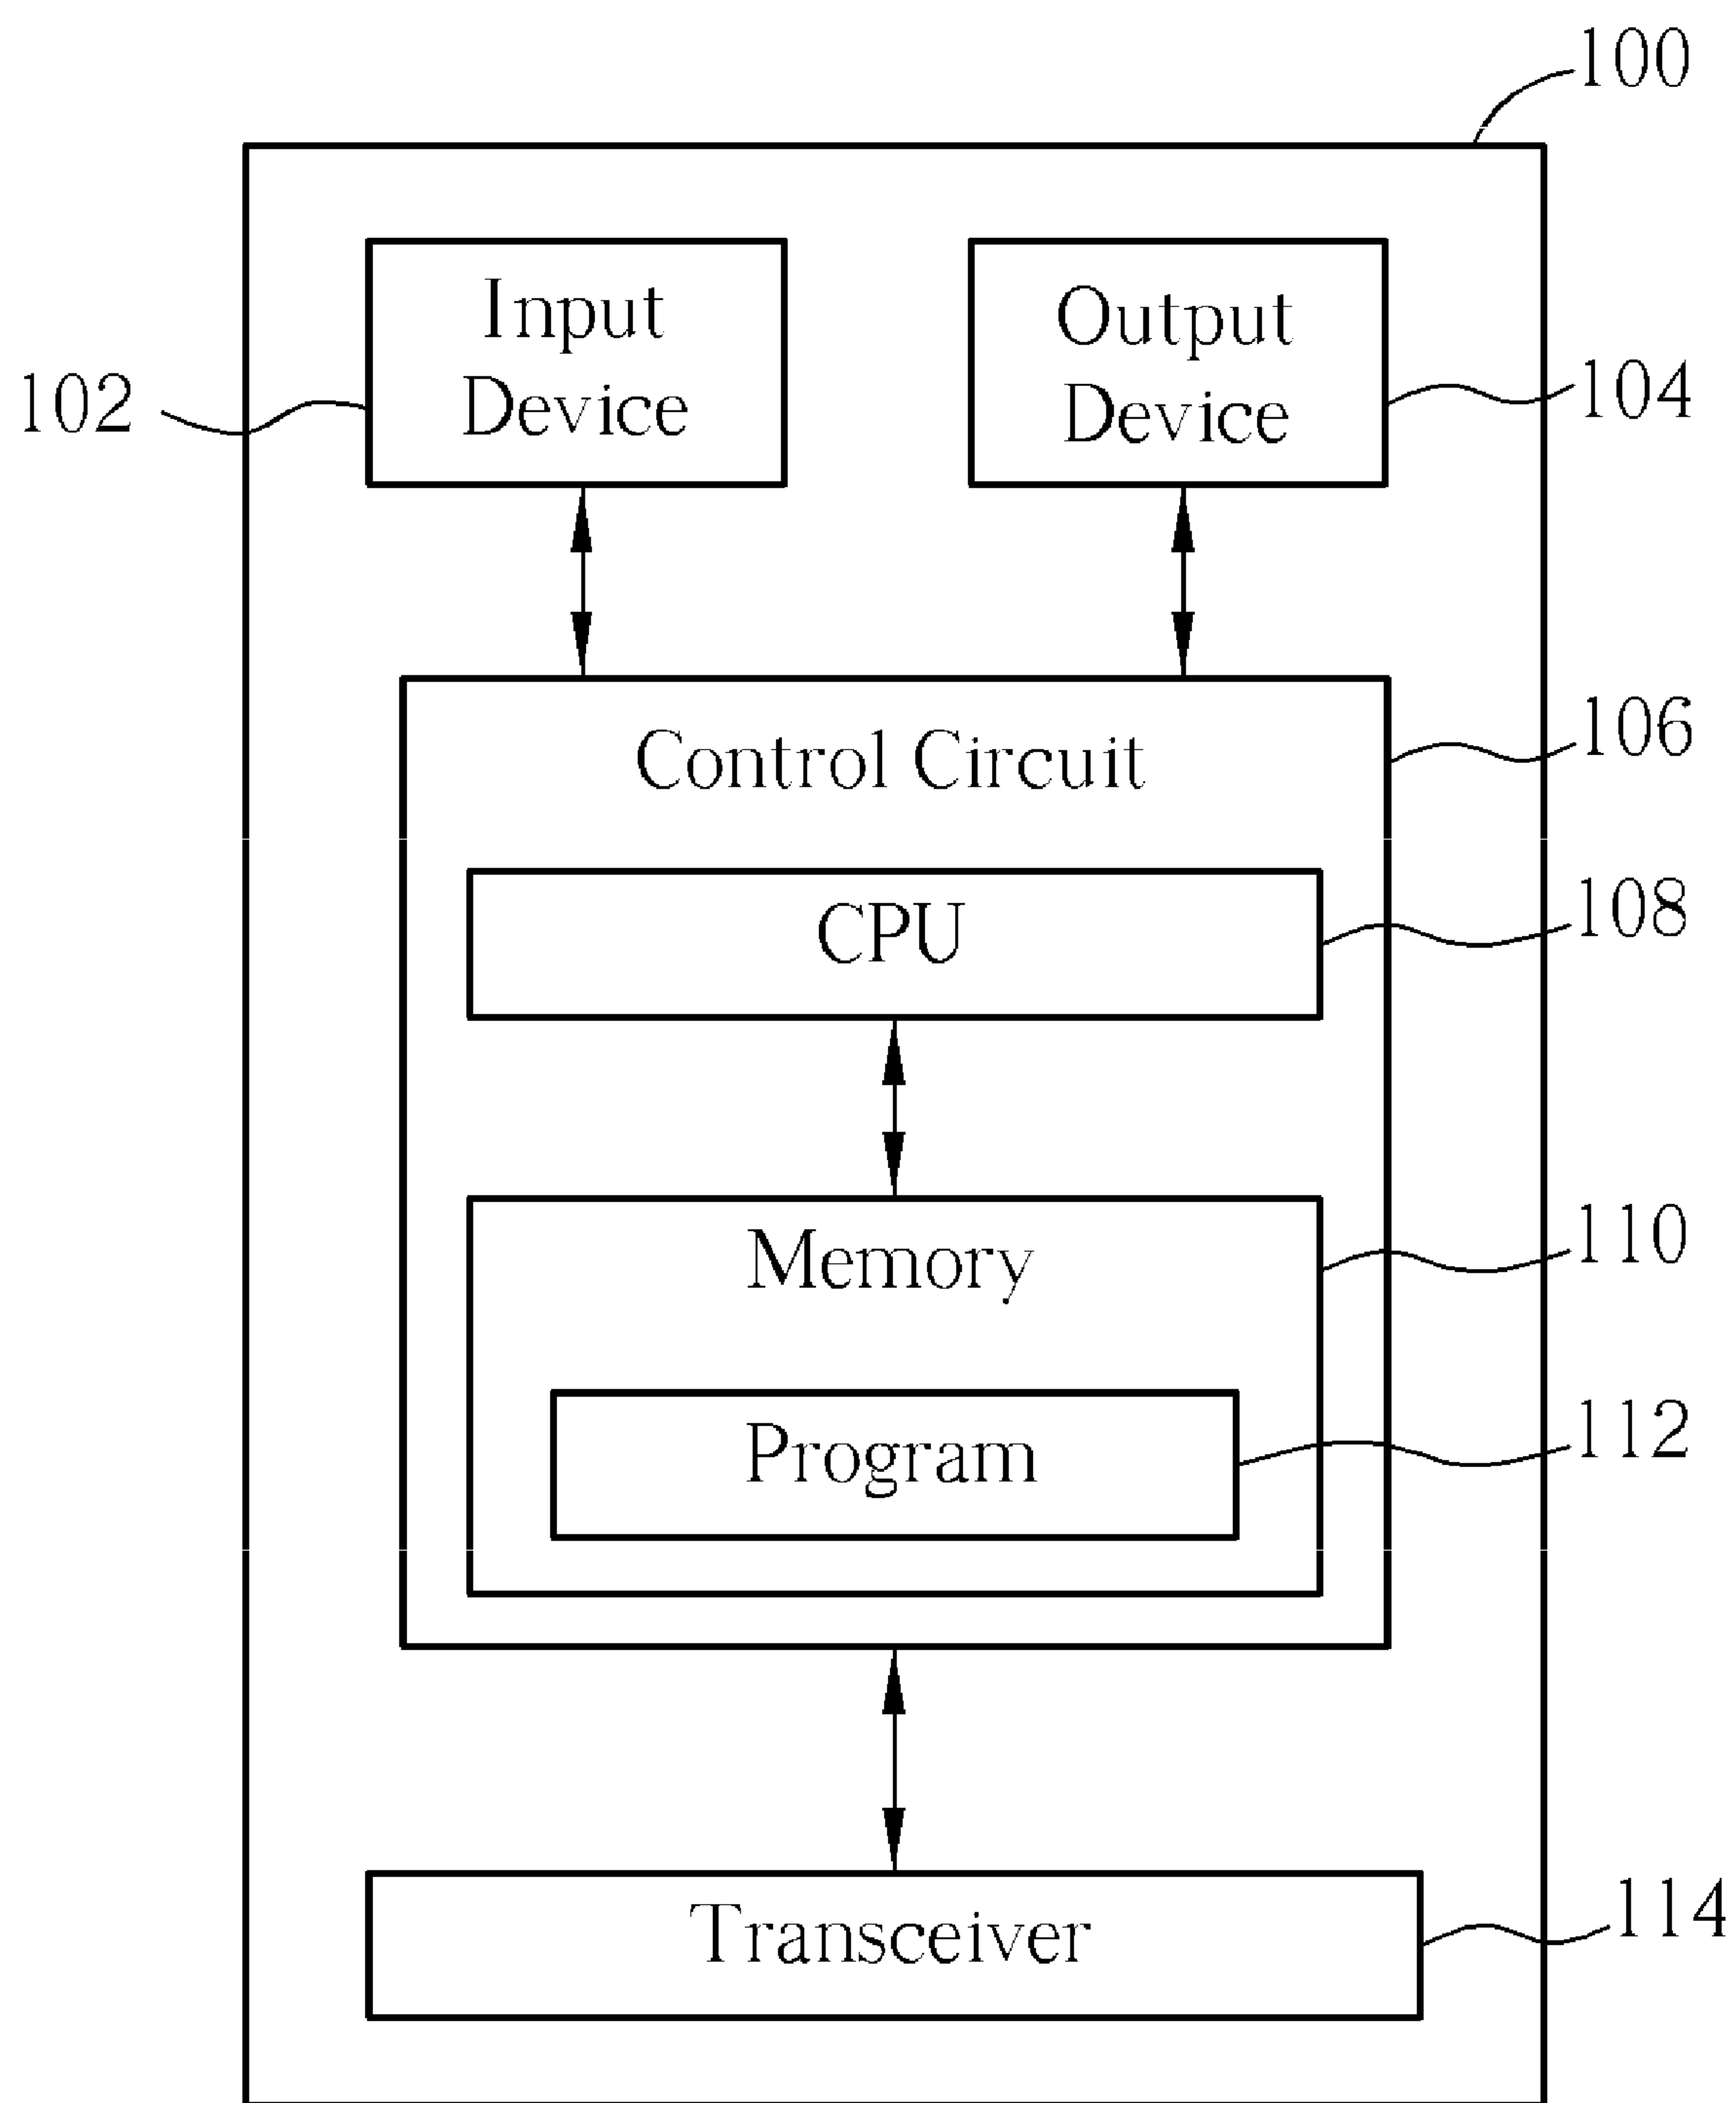 100
Input
Device
102
Output
Device
104
Control Circuit
106
CPU
108
Memory
110
Program
112
Transceiver
114